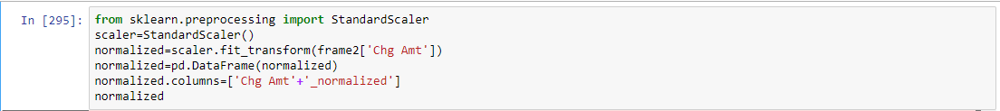 In [295]: from sklearn.preprocessing import StandardScaler
scaler=StandardScaler()
normalized=scaler.fit_transform(frame2['Chg Amt'])
normalized=pd.DataFrame(normalized)
normalized.columns=['Chg Amt'+'_normalized']
normalized